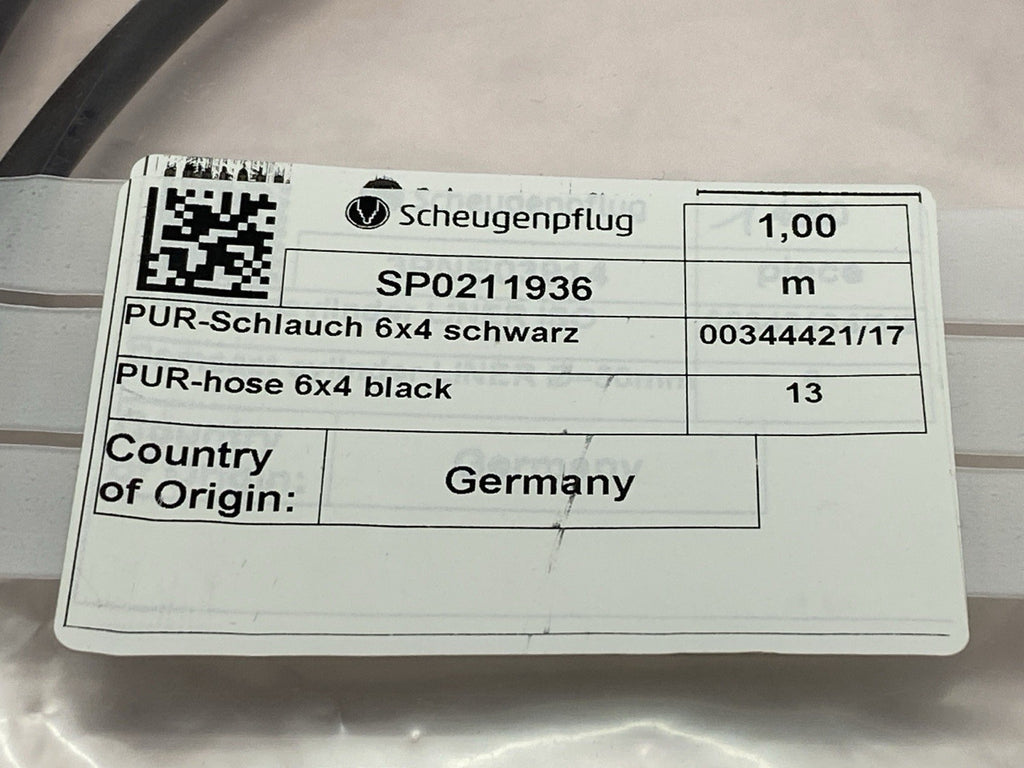 Scheugenpflug
1,00
SP0211936
m
PUR-Schlauch 6x4 schwarz
00344421/17
PUR-hose 6x4 black
13
Country
of Origin:
Germany